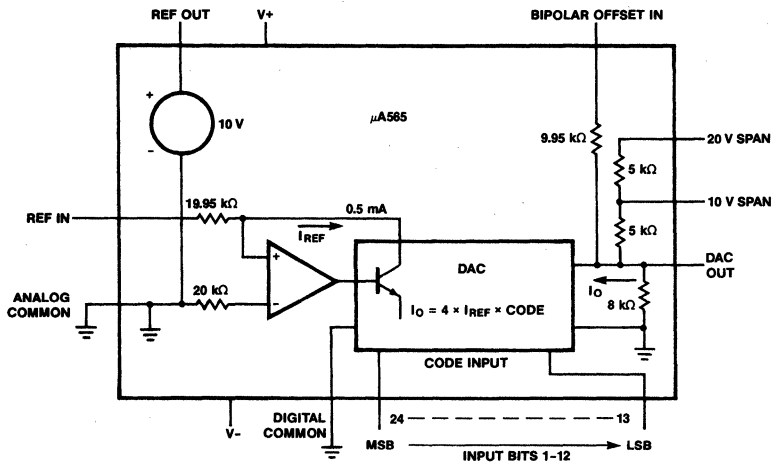 REF OUT
V+
BIPOLAR OFFSET IN
+
10 V
-
μA565
9.95 kΩ
20 V SPAN
5 kΩ
10 V SPAN
5 kΩ
REF IN
19.95 kΩ
0.5 mA
IREF
+
-
DAC
DAC
OUT
IO
8 kΩ
ANALOG
COMMON
20 kΩ
IO = 4 × IREF × CODE
CODE INPUT
V-
DIGITAL
COMMON
24
13
MSB
LSB
INPUT BITS 1-12